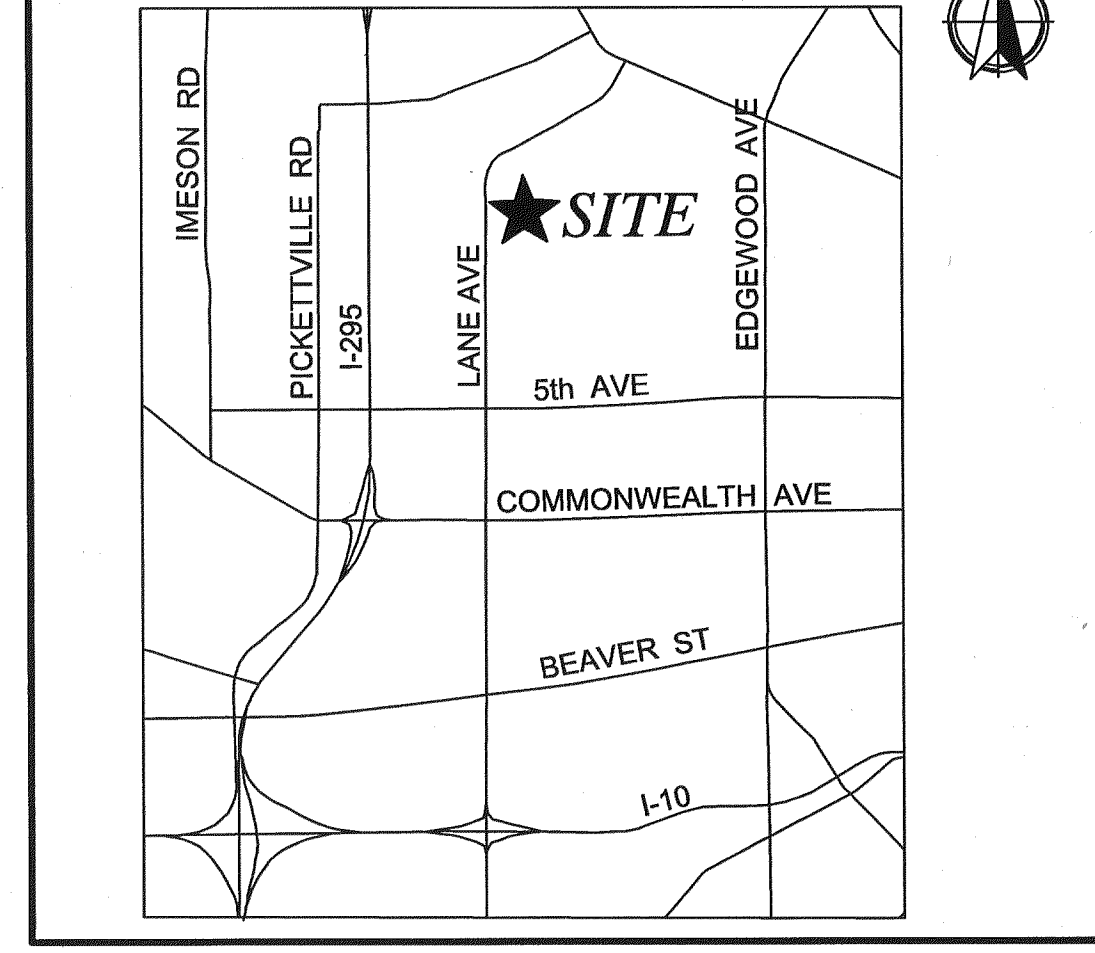 IMESON RD
PICKETTVILLE RD
I-295
LANE AVE
SITE
EDGEWOOD AVE
5th AVE
COMMONWEALTH AVE
BEAVER ST
I-10